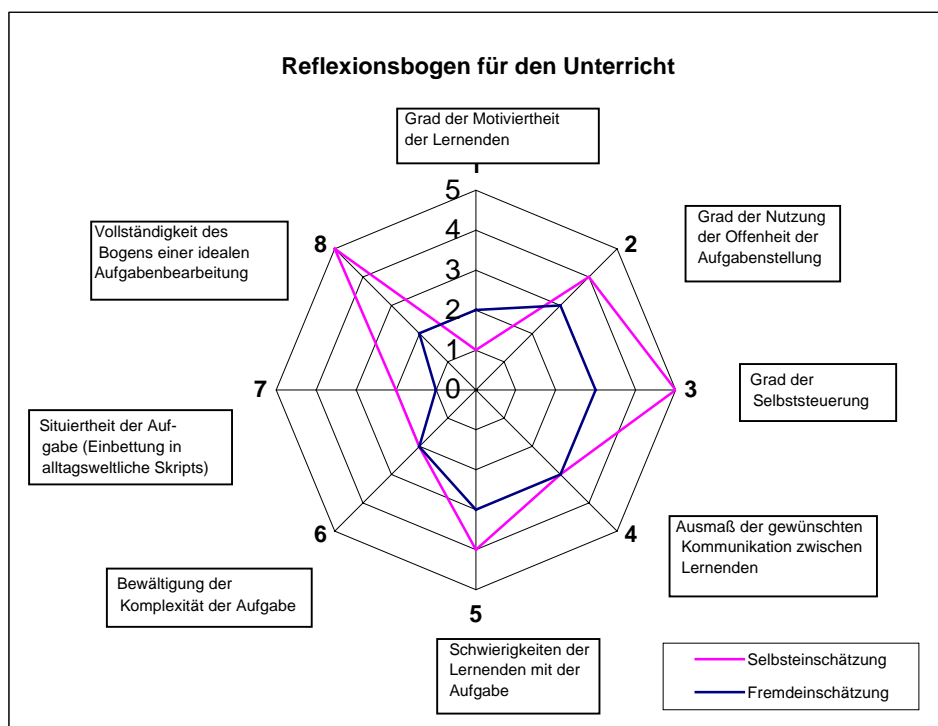 Reflexionsbogen für den Unterricht
Grad der Motiviertheit
der Lernenden
1
5
4
3
2
1
0
Grad der Nutzung
der Offenheit der
Aufgabenstellung
2
Vollständigkeit des
Bogens einer idealen
Aufgabenbearbeitung
8
3
Grad der
Selbststeuerung
7
Situiertheit der Auf-
gabe (Einbettung in
alltagsweltliche Skripts)
4
Ausmaß der gewünschten
Kommunikation zwischen
Lernenden
6
Bewältigung der
Komplexität der Aufgabe
5
Schwierigkeiten der
Lernenden mit der
Aufgabe
Selbsteinschätzung
Fremdeinschätzung